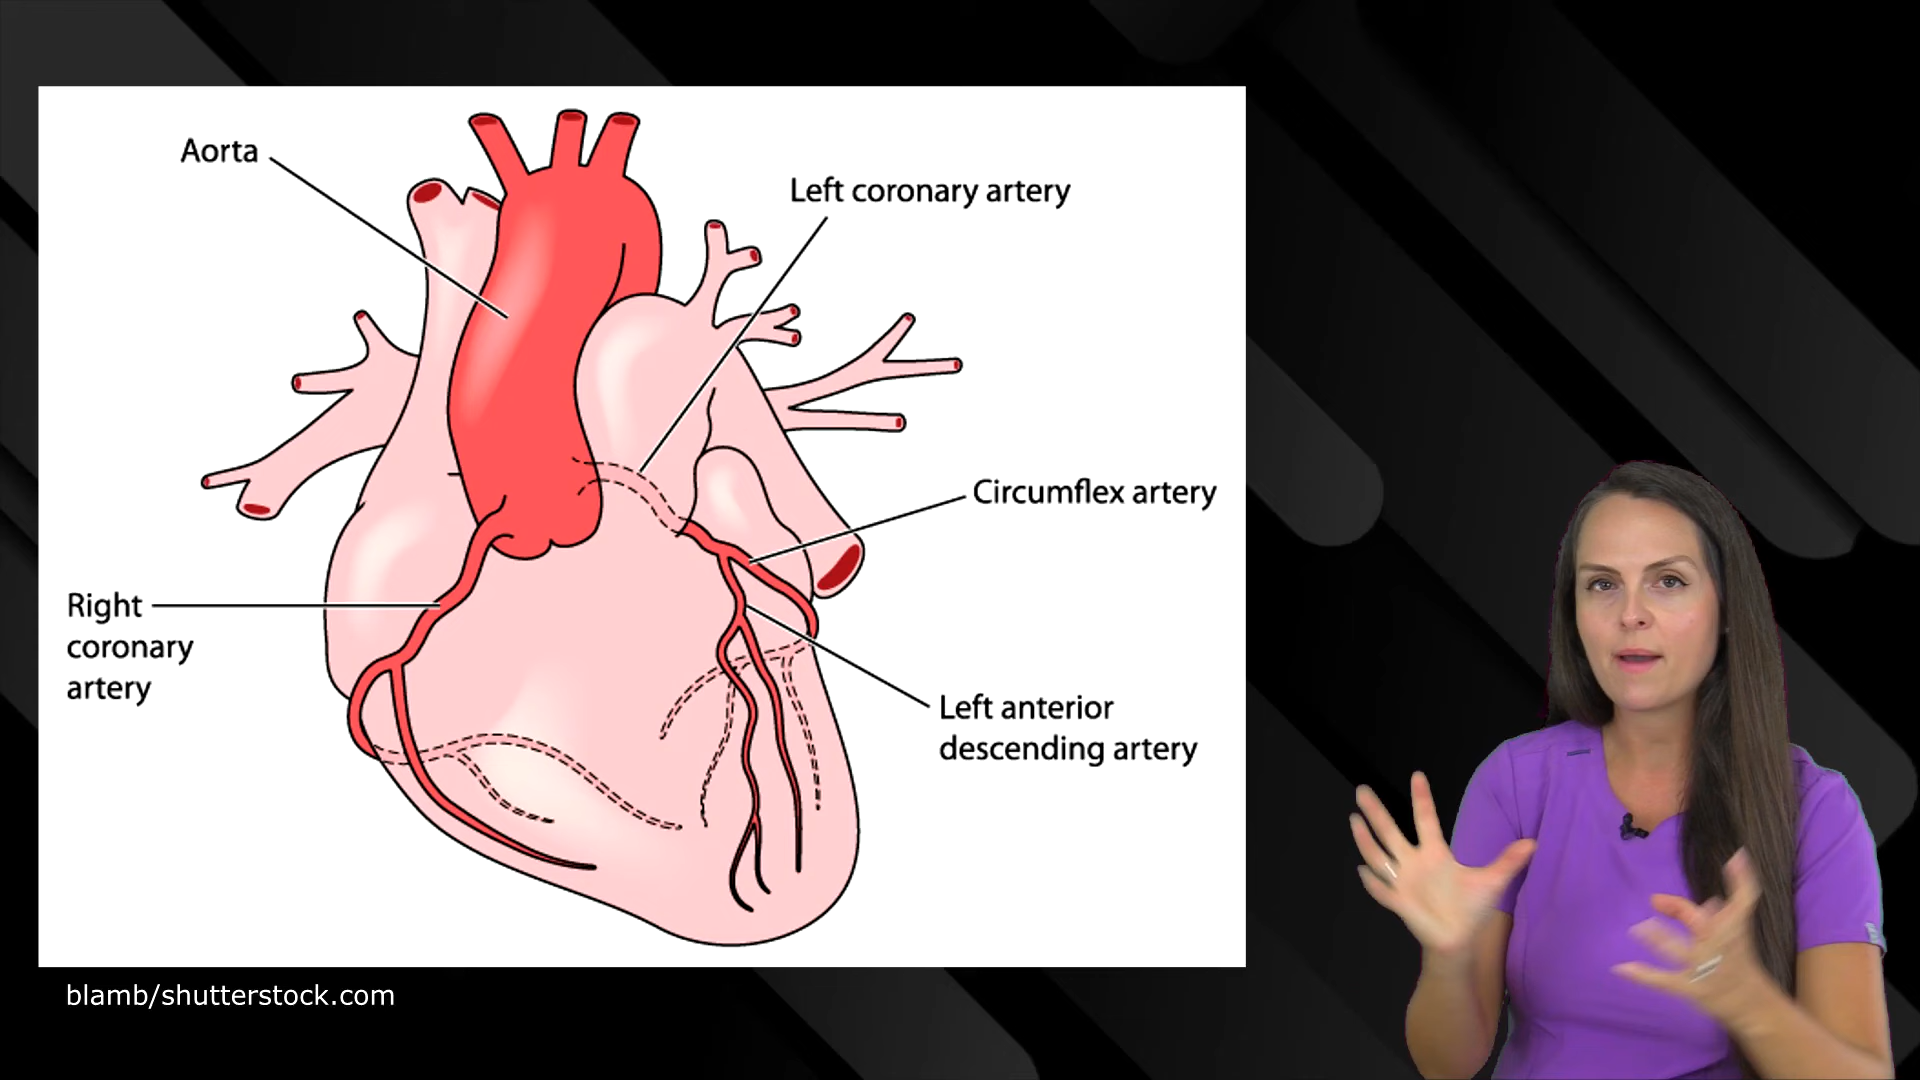 Aorta
Left coronary artery
Circumflex artery
Right
coronary
artery
Left anterior
descending artery
blamb/shutterstock.com